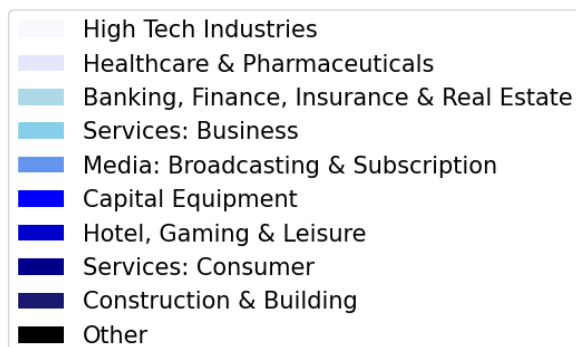 High Tech Industries
Healthcare & Pharmaceuticals
Banking, Finance, Insurance & Real Estate
Services: Business
Media: Broadcasting & Subscription
Capital Equipment
Hotel, Gaming & Leisure
Services: Consumer
Construction & Building
Other